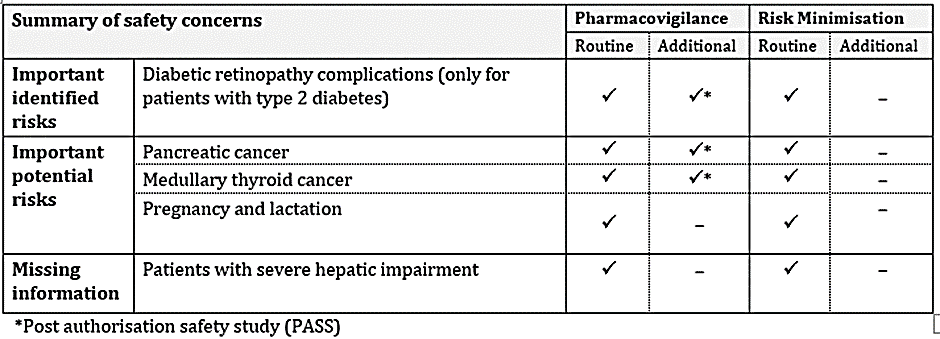 Summary of safety concerns Pharmacovigilance Risk Minimisation
Routine Additional Routine Additional
Important identified risks Diabetic retinopathy complications (only for patients with type 2 diabetes) ✓ ✓* ✓ –
Important potential risks Pancreatic cancer ✓ ✓* ✓ –
Medullary thyroid cancer ✓ ✓* ✓ –
Pregnancy and lactation ✓ – ✓ –
Missing information Patients with severe hepatic impairment ✓ – ✓ –
*Post authorisation safety study (PASS)